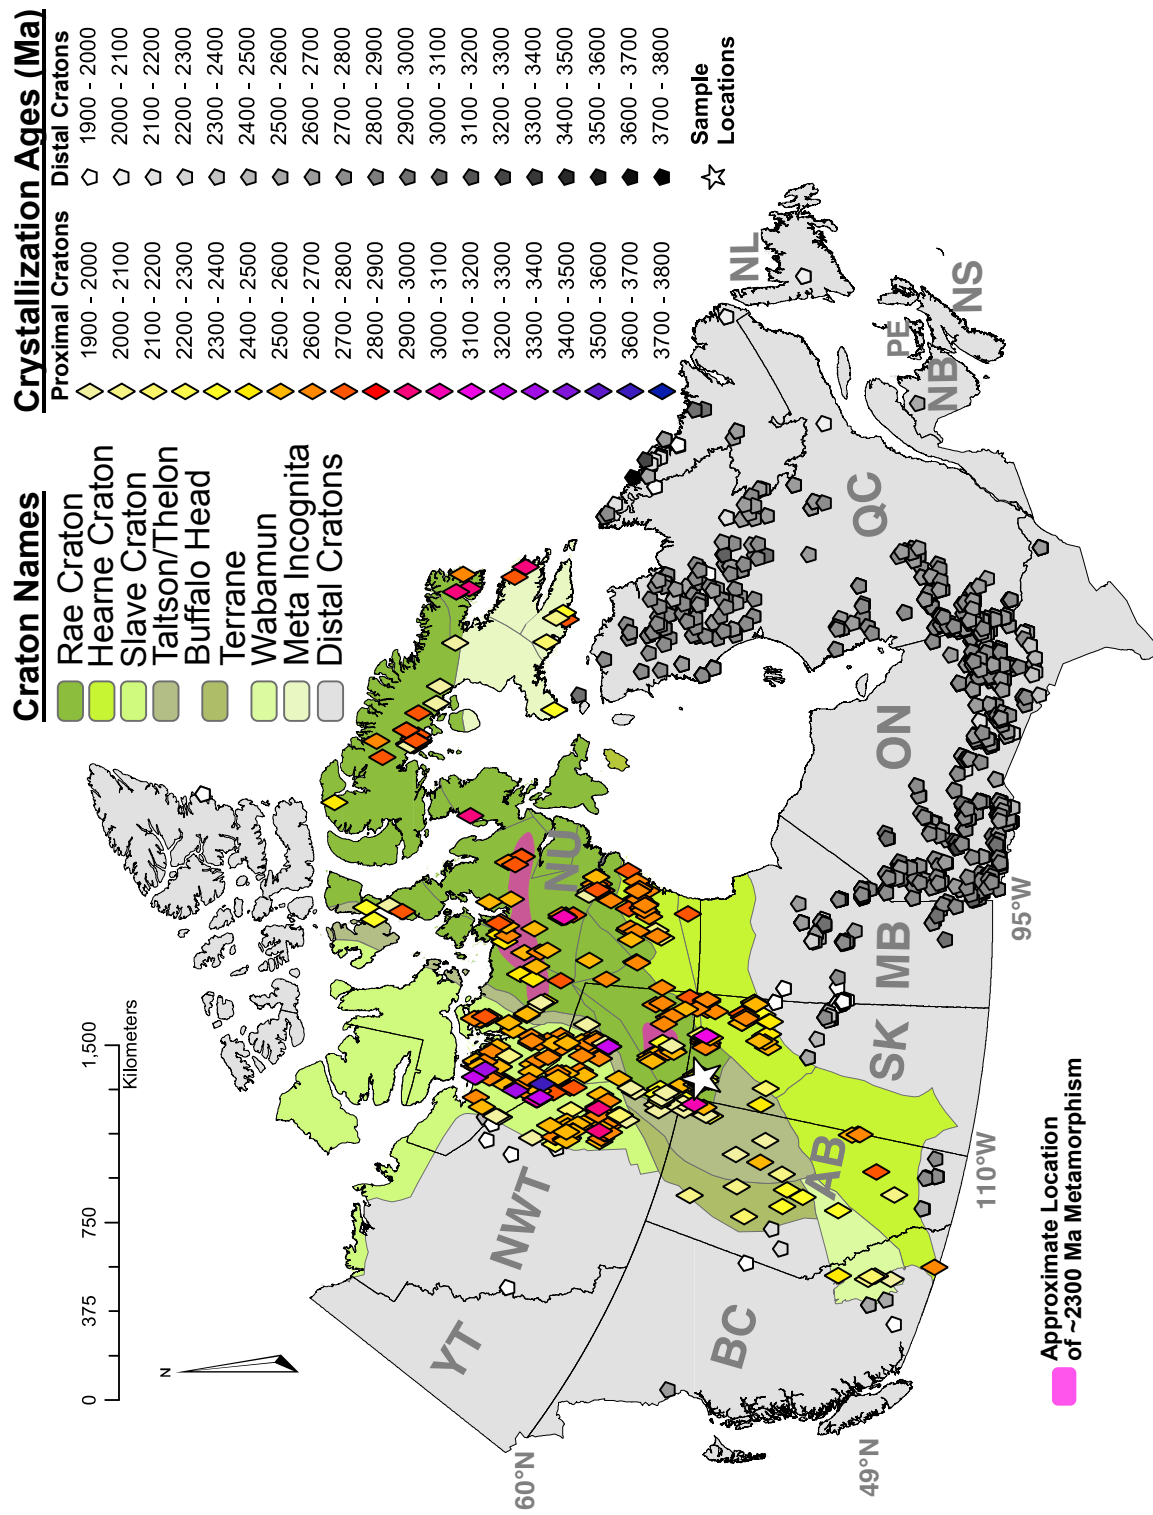 Craton Names
Rae Craton
Hearne Craton
Slave Craton
Taltson/Thelon
Buffalo Head
Terrane
Wabamun
Meta Incognita
Distal Cratons
Crystallization Ages (Ma)
Proximal Cratons
1900 - 2000
2000 - 2100
2100 - 2200
2200 - 2300
2300 - 2400
2400 - 2500
2500 - 2600
2600 - 2700
2700 - 2800
2800 - 2900
2900 - 3000
3000 - 3100
3100 - 3200
3200 - 3300
3300 - 3400
3400 - 3500
3500 - 3600
3600 - 3700
3700 - 3800
Distal Cratons
1900 - 2000
2000 - 2100
2100 - 2200
2200 - 2300
2300 - 2400
2400 - 2500
2500 - 2600
2600 - 2700
2700 - 2800
2800 - 2900
2900 - 3000
3000 - 3100
3100 - 3200
3200 - 3300
3300 - 3400
3400 - 3500
3500 - 3600
3600 - 3700
3700 - 3800
Sample
Locations
0 375 750 1,500
Kilometers
N
YT
NWT
NU
BC
AB
SK
MB
ON
QC
NL
PE
NB
NS
60°N
49°N
110°W
95°W
Approximate Location
of ~2300 Ma Metamorphism